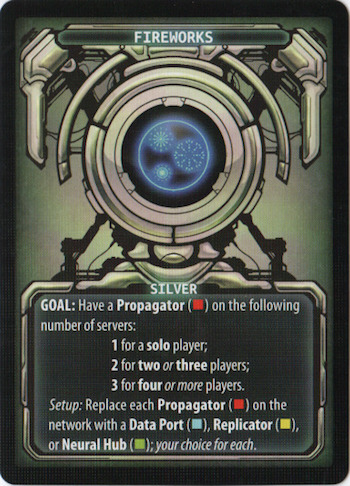 FIREWORKS
SILVER
GOAL: Have a Propagator (■) on the following
number of servers:
1 for a solo player;
2 for two or three players;
3 for four or more players.
Setup: Replace each Propagator (■) on the
network with a Data Port (■), Replicator (■),
or Neural Hub (■); your choice for each.